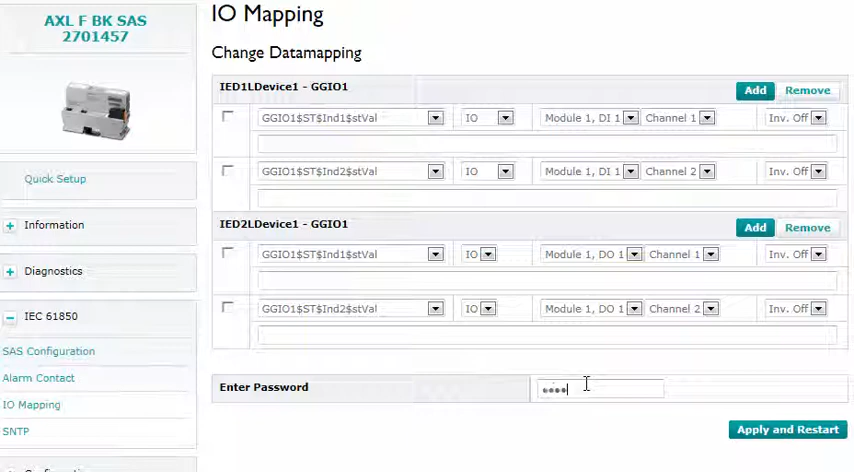 AXL F BK SAS
2701457
Quick Setup
Information
Diagnostics
IEC 61850
SAS Configuration
Alarm Contact
IO Mapping
SNTP
IO Mapping
Change Datamapping
IED1LDevice1 - GGIO1 Add Remove
GGIO1$ST$Ind1$stVal IO Module 1, DI 1 Channel 1 Inv. Off
GGIO1$ST$Ind2$stVal IO Module 1, DI 1 Channel 2 Inv. Off
IED2LDevice1 - GGIO1 Add Remove
GGIO1$ST$Ind1$stVal IO Module 1, DO 1 Channel 1 Inv. Off
GGIO1$ST$Ind2$stVal IO Module 1, DO 1 Channel 2 Inv. Off
Enter Password ••••
Apply and Restart